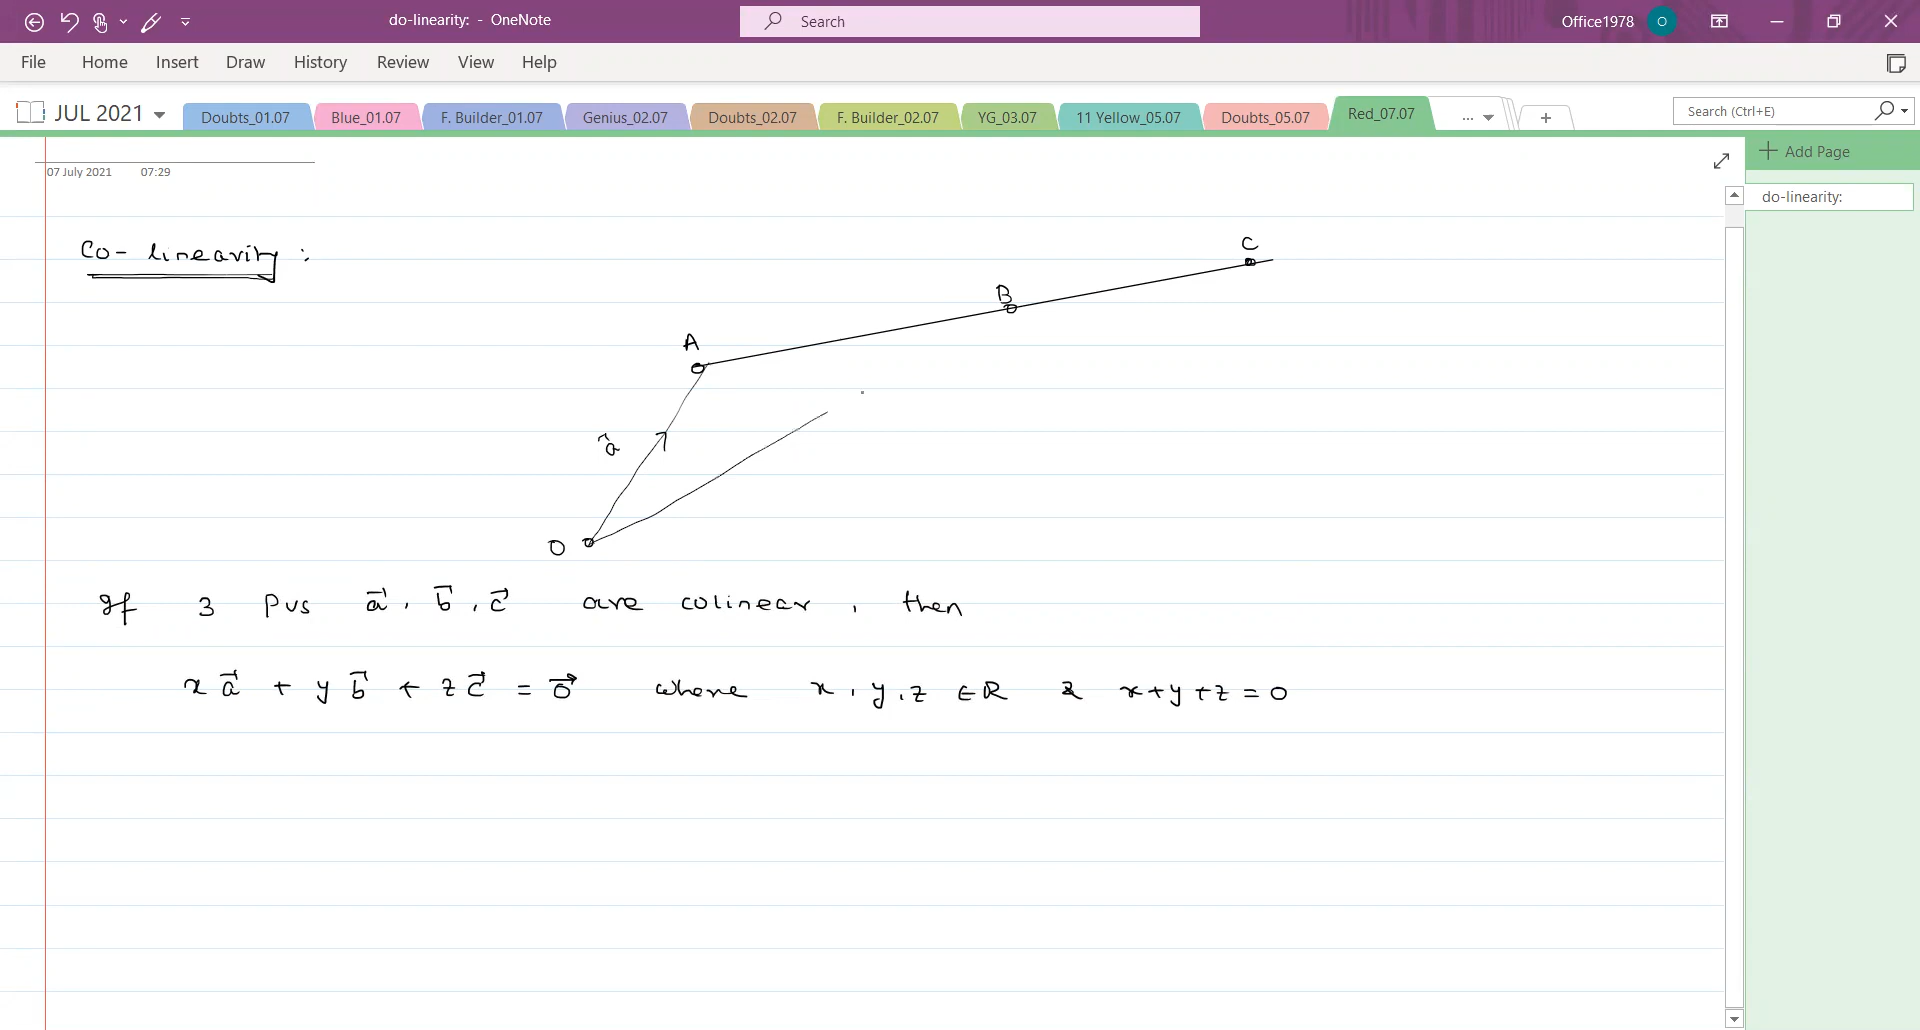 do-linearity: - OneNote
Search
Office1978
O
File Home Insert Draw History Review View Help
JUL 2021
Doubts_01.07 Blue_01.07 F. Builder_01.07 Genius_02.07 Doubts_02.07 F. Builder_02.07 YG_03.07 11 Yellow_05.07 Doubts_05.07 Red_07.07 ... +
Search (Ctrl+E)
Add Page
do-linearity:
07 July 2021 07:29
Co-linearity :
C
B
A
a⃗
O
If 3 Pvs a⃗, b⃗, c⃗ are colinear, then
x a⃗ + y b⃗ + z c⃗ = 0⃗ where x, y, z ∈ R & x+y+z = 0